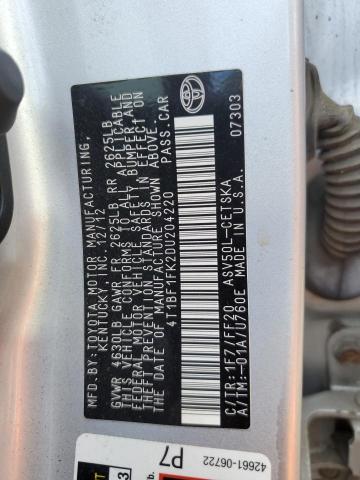 MFD. BY: TOYOTA MOTOR MANUFACTURING,
KENTUCKY, INC. 12/12
GVWR 4630LB GAWR FR 2625LB RR 2625LB
THIS VEHICLE CONFORMS TO ALL APPLICABLE
FEDERAL MOTOR VEHICLE SAFETY, BUMPER, AND
THEFT PREVENTION STANDARDS IN EFFECT ON
THE DATE OF MANUFACTURE SHOWN ABOVE.
4T1BF1FK2DU204220 PASS.CAR
07303
C/TR:1F7/FF20 ASV50L-CETSKA
A/TM:-01A/U760E MADE IN U.S.A.
42661-06722
P7